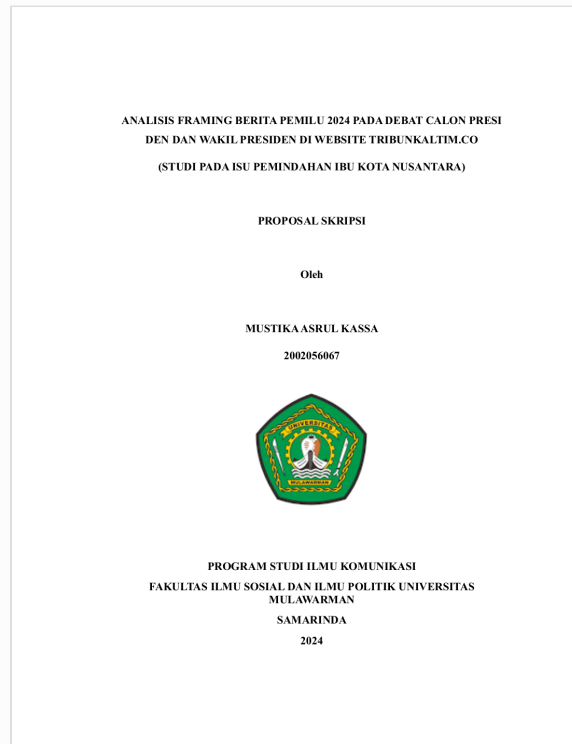 ANALISIS FRAMING BERITA PEMILU 2024 PADA DEBAT CALON PRESI
DEN DAN WAKIL PRESIDEN DI WEBSITE TRIBUNKALTIM.CO
(STUDI PADA ISU PEMINDAHAN IBU KOTA NUSANTARA)
PROPOSAL SKRIPSI
Oleh
MUSTIKA ASRUL KASSA
2002056067
UNIVERSITAS
MULAWARMAN
PROGRAM STUDI ILMU KOMUNIKASI
FAKULTAS ILMU SOSIAL DAN ILMU POLITIK UNIVERSITAS
MULAWARMAN
SAMARINDA
2024